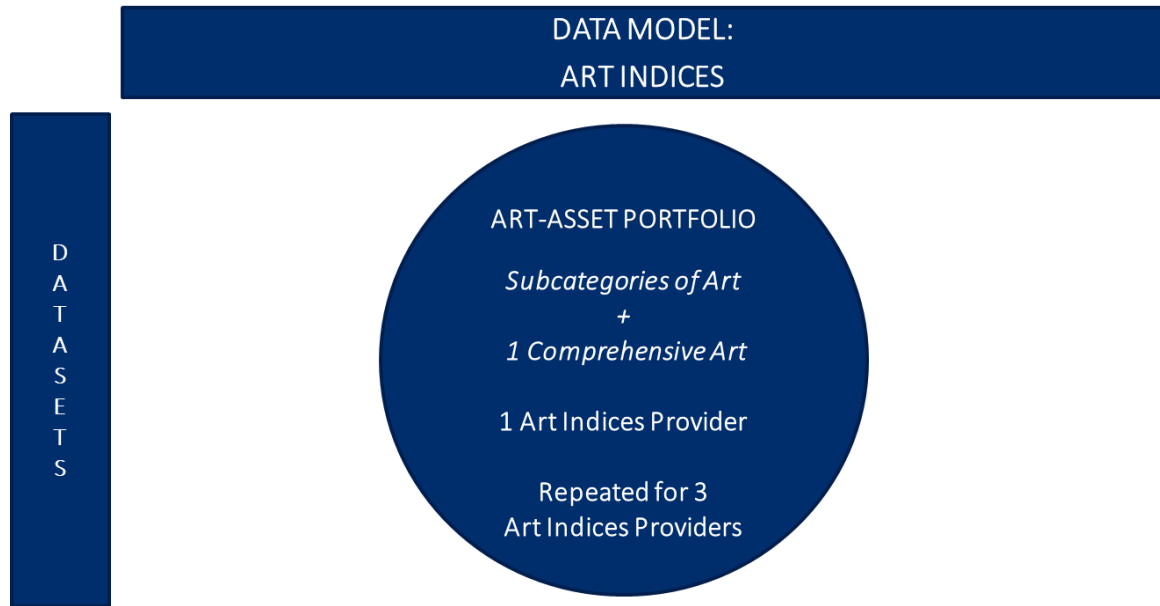 DATA MODEL:
ART INDICES
DATASETS
ART-ASSET PORTFOLIO
Subcategories of Art
+
1 Comprehensive Art
1 Art Indices Provider
Repeated for 3
Art Indices Providers